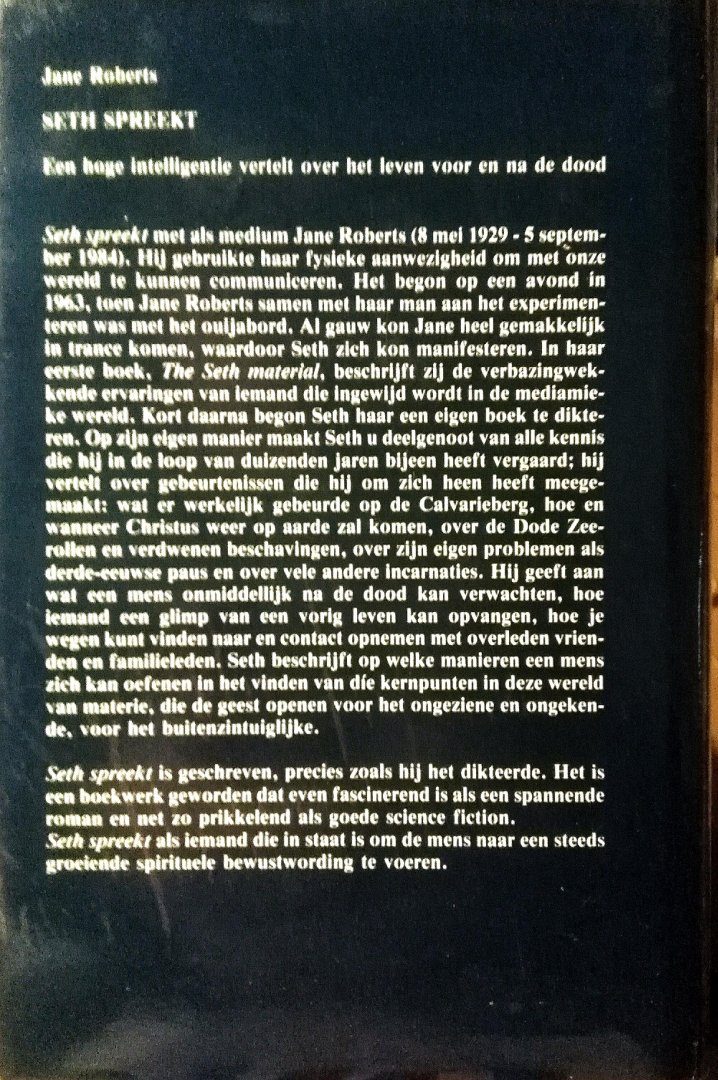 Jane Roberts
SETH SPREEKT
Een hoge intelligentie vertelt over het leven voor en na de dood
Seth spreekt met als medium Jane Roberts (8 mei 1929 - 5 septem-
ber 1984). Hij gebruikte haar fysieke aanwezigheid om met onze
wereld te kunnen communiceren. Het begon op een avond in
1963, toen Jane Roberts samen met haar man aan het experimen-
teren was met het ouijabord. Al gauw kon Jane heel gemakkelijk
in trance komen, waardoor Seth zich kon manifesteren. In haar
eerste boek, The Seth material, beschrijft zij de verbazingwek-
kende ervaringen van iemand die ingewijd wordt in de mediamie-
ke wereld. Kort daarna begon Seth haar een eigen boek te dikte-
ren. Op zijn eigen manier maakt Seth u deelgenoot van alle kennis
die hij in de loop van duizenden jaren bijeen heeft vergaard; hij
vertelt over gebeurtenissen die hij om zich heen heeft meege-
maakt: wat er werkelijk gebeurde op de Calvarieberg, hoe en
wanneer Christus weer op aarde zal komen, over de Dode Zee-
rollen en verdwenen beschavingen, over zijn eigen problemen als
derde-eeuwse paus en over vele andere incarnaties. Hij geeft aan
wat een mens onmiddellijk na de dood kan verwachten, hoe
iemand een glimp van een vorig leven kan opvangen, hoe je
wegen kunt vinden naar en contact opnemen met overleden vrien-
den en familieleden. Seth beschrijft op welke manieren een mens
zich kan oefenen in het vinden van díe kernpunten in deze wereld
van materie, die de geest openen voor het ongeziene en ongeken-
de, voor het buitenzintuiglijke.
Seth spreekt is geschreven, precies zoals hij het dikteerde. Het is
een boekwerk geworden dat even fascinerend is als een spannende
roman en net zo prikkelend als goede science fiction.
Seth spreekt als iemand die in staat is om de mens naar een steeds
groeiende spirituele bewustwording te voeren.